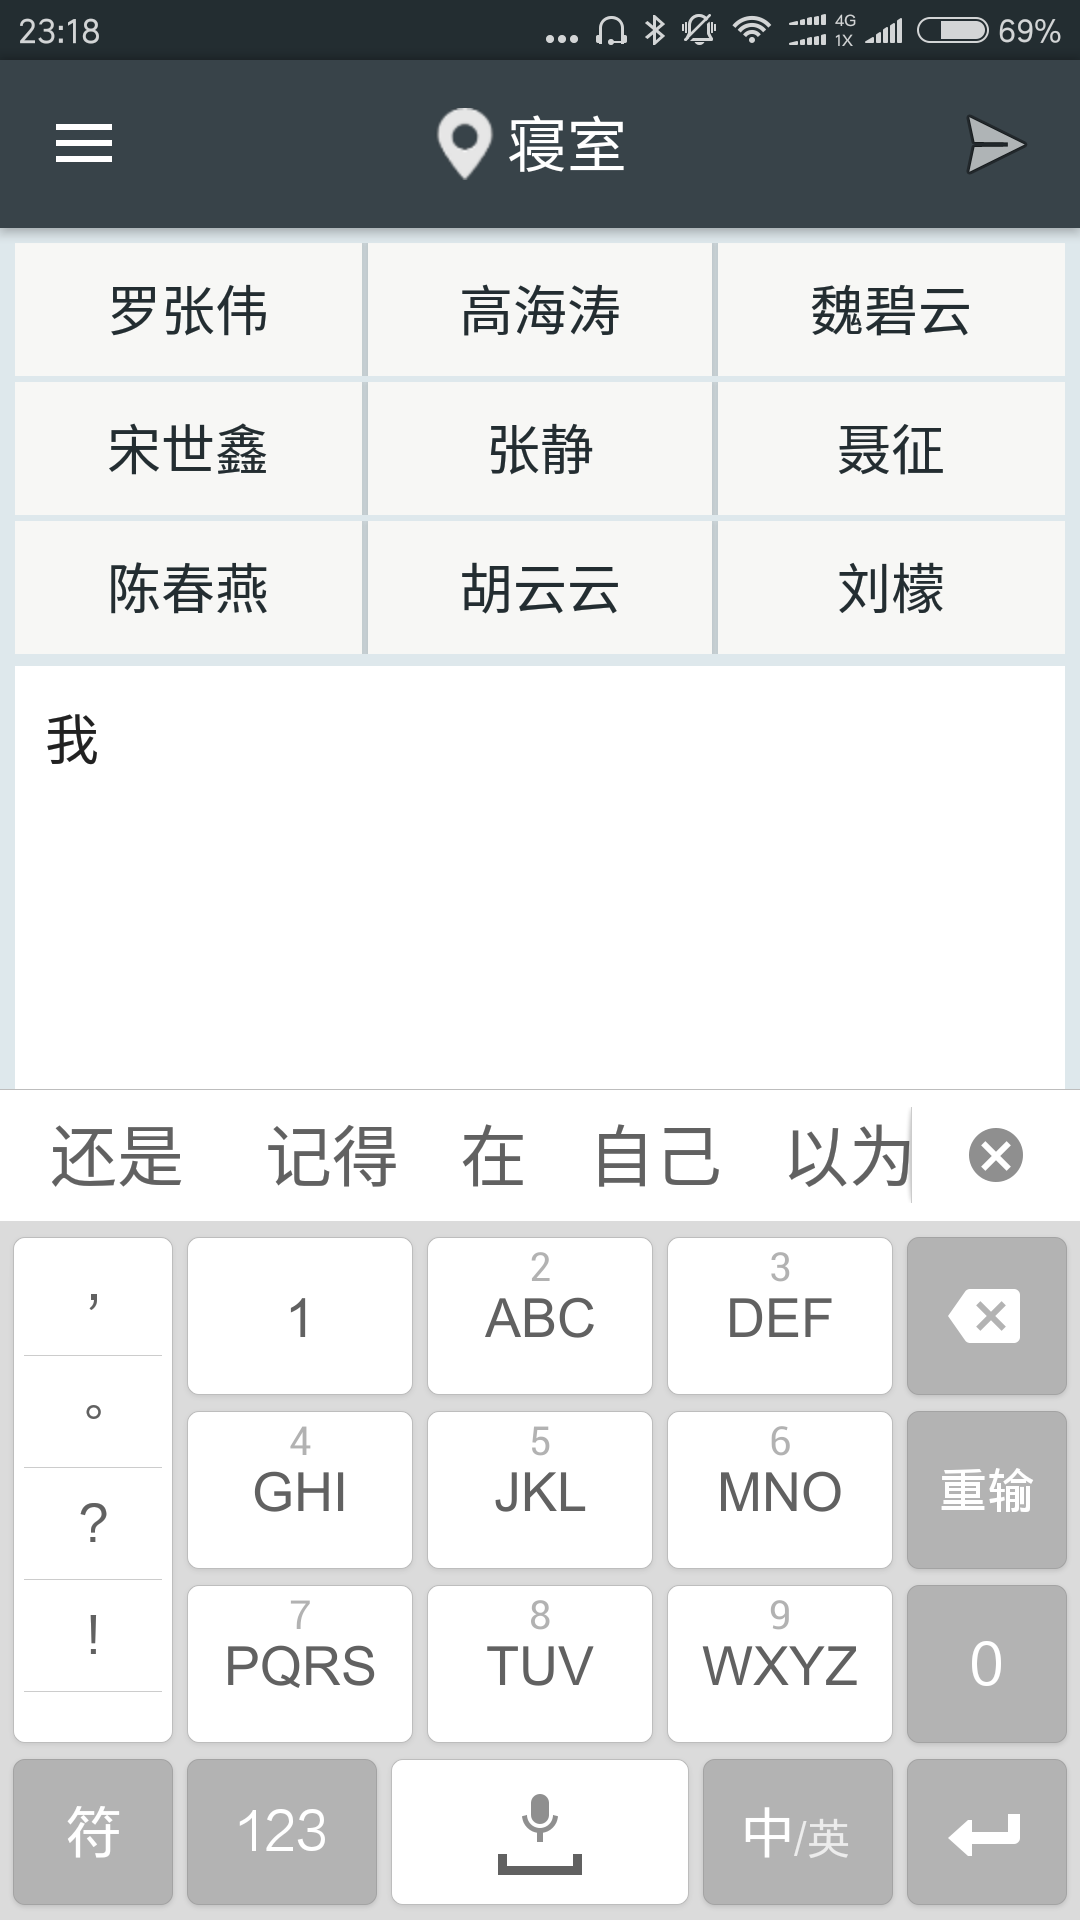 23:18 4G 1X 69%
寝室
罗张伟 高海涛 魏碧云
宋世鑫 张静 聂征
陈春燕 胡云云 刘檬
我
还是 记得 在 自己 以为
， 1 2 ABC 3 DEF
。
4 GHI 5 JKL 6 MNO 重输
?
! 7 PQRS 8 TUV 9 WXYZ 0
符 123 中/英